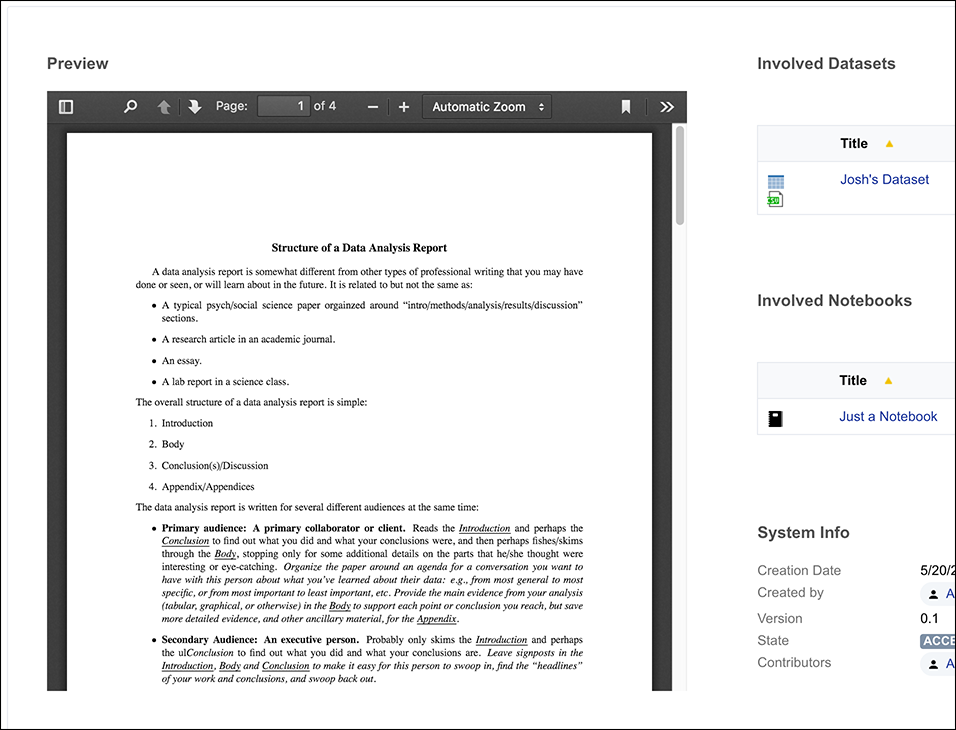 Preview
Page: 1 of 4
Automatic Zoom
Structure of a Data Analysis Report
A data analysis report is somewhat different from other types of professional writing that you may have
done or seen, or will learn about in the future. It is related to but not the same as:
• A typical psych/social science paper orgainzed around “intro/methods/analysis/results/discussion”
sections.
• A research article in an academic journal.
• An essay.
• A lab report in a science class.
The overall structure of a data analysis report is simple:
1. Introduction
2. Body
3. Conclusion(s)/Discussion
4. Appendix/Appendices
The data analysis report is written for several different audiences at the same time:
• Primary audience: A primary collaborator or client. Reads the Introduction and perhaps the
Conclusion to find out what you did and what your conclusions were, and then perhaps fishes/skims
through the Body, stopping only for some additional details on the parts that he/she thought were
interesting or eye-catching. Organize the paper around an agenda for a conversation you want to
have with this person about what you’ve learned about their data: e.g., from most general to most
specific, or from most important to least important, etc. Provide the main evidence from your analysis
(tabular, graphical, or otherwise) in the Body to support each point or conclusion you reach, but save
more detailed evidence, and other ancillary material, for the Appendix.
• Secondary Audience: An executive person. Probably only skims the Introduction and perhaps
the ulConclusion to find out what you did and what your conclusions are. Leave signposts in the
Introduction, Body and Conclusion to make it easy for this person to swoop in, find the “headlines”
of your work and conclusions, and swoop back out.
Involved Datasets
Title
CSV
Josh's Dataset
Involved Notebooks
Title
Just a Notebook
System Info
Creation Date 5/20/2
Created by A
Version 0.1
State ACCE
Contributors A